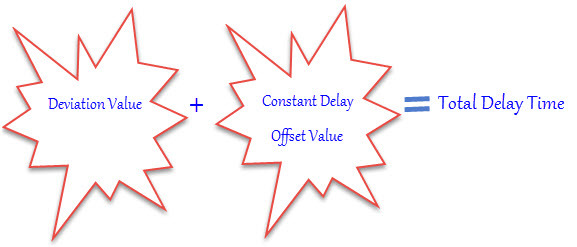 Deviation Value + Constant Delay = Total Delay Time
Offset Value